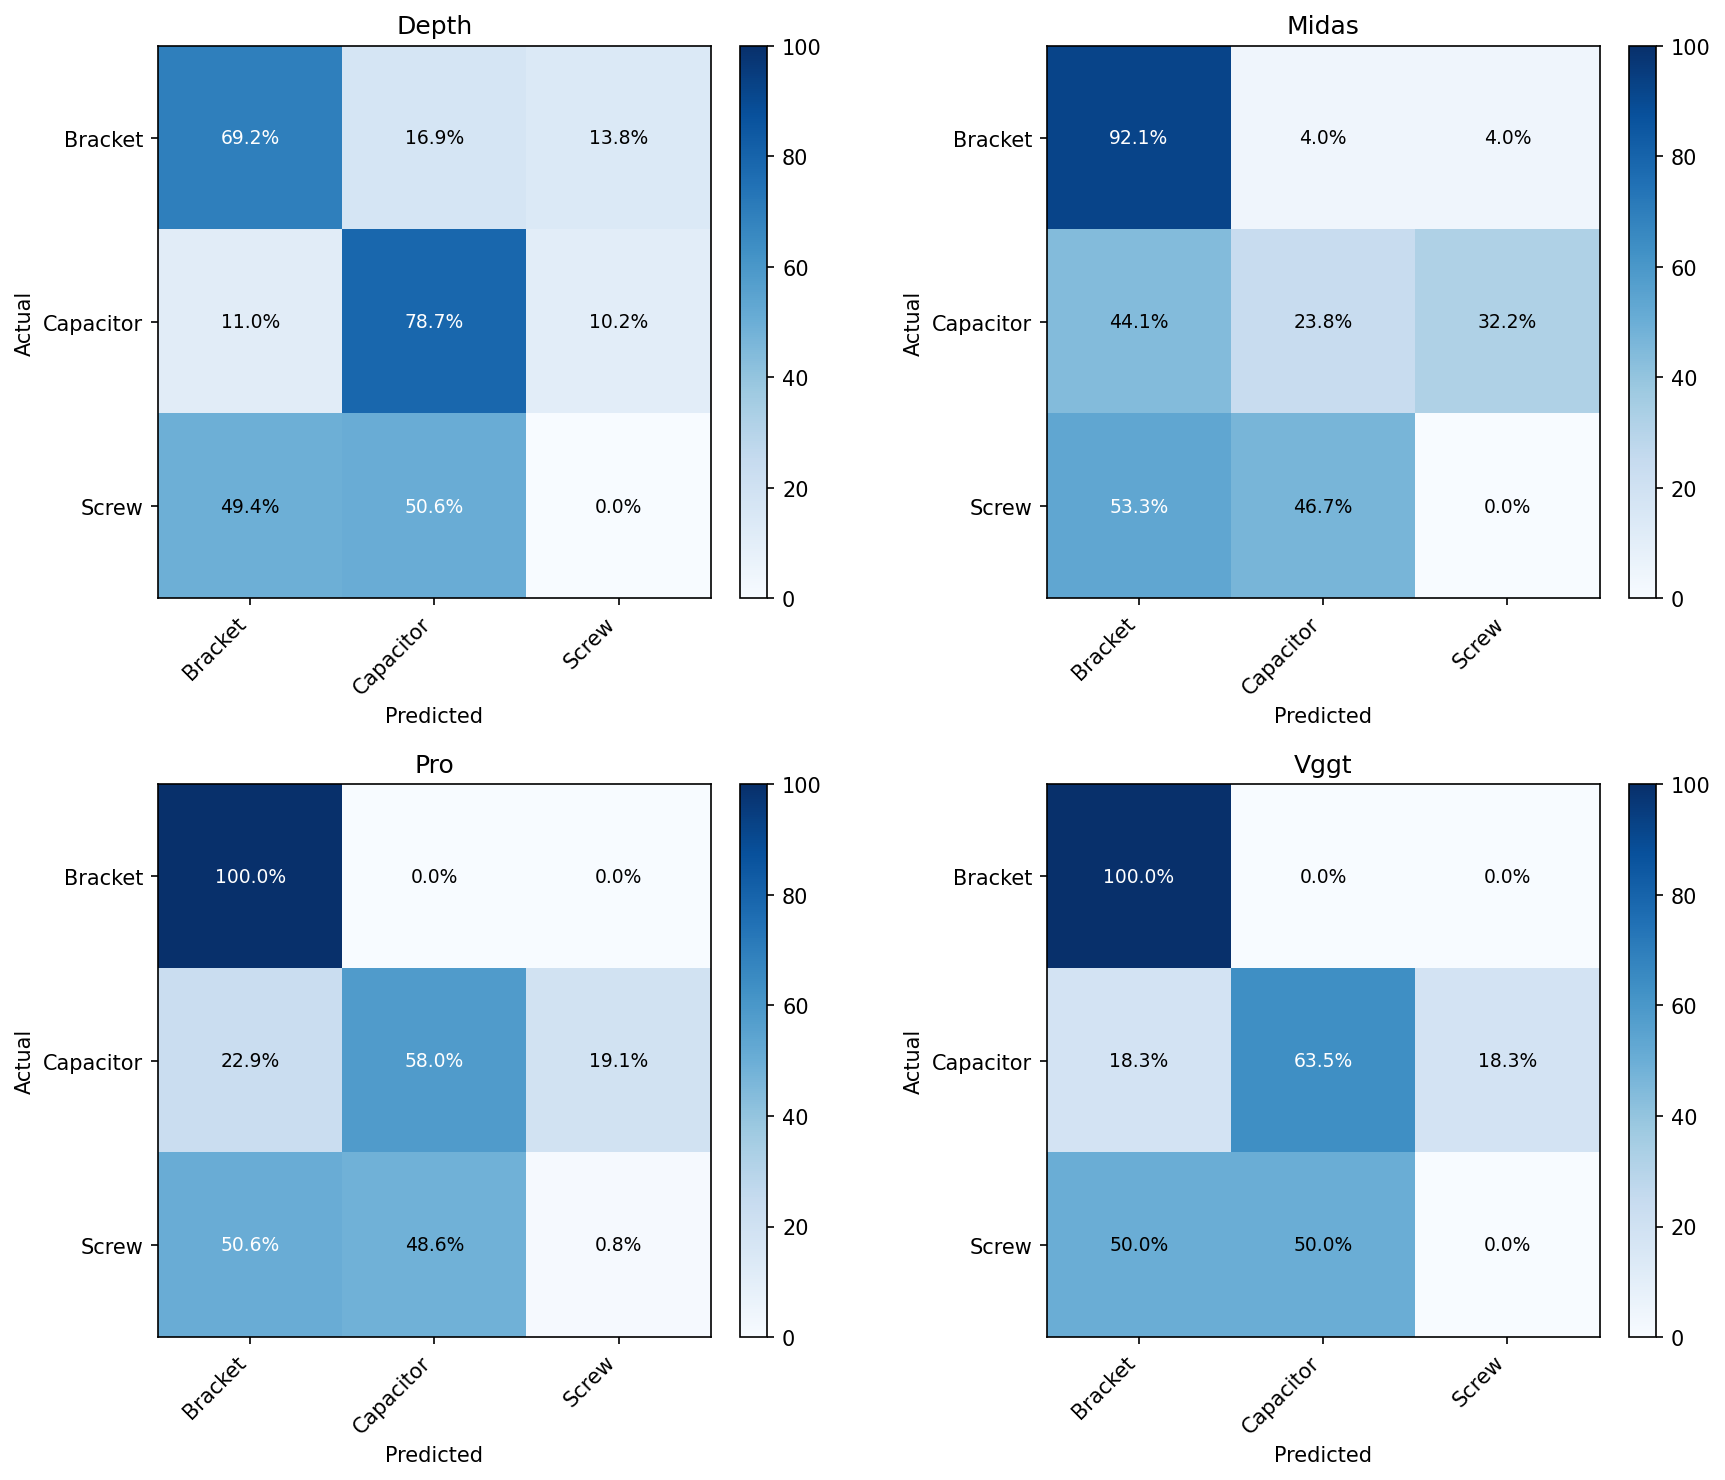 Depth
Bracket 69.2% 16.9% 13.8%
Capacitor 11.0% 78.7% 10.2%
Screw 49.4% 50.6% 0.0%
Actual
Bracket Capacitor Screw
Predicted
100
80
60
40
20
0
Midas
Bracket 92.1% 4.0% 4.0%
Capacitor 44.1% 23.8% 32.2%
Screw 53.3% 46.7% 0.0%
Actual
Bracket Capacitor Screw
Predicted
100
80
60
40
20
0
Pro
Bracket 100.0% 0.0% 0.0%
Capacitor 22.9% 58.0% 19.1%
Screw 50.6% 48.6% 0.8%
Actual
Bracket Capacitor Screw
Predicted
100
80
60
40
20
0
Vggt
Bracket 100.0% 0.0% 0.0%
Capacitor 18.3% 63.5% 18.3%
Screw 50.0% 50.0% 0.0%
Actual
Bracket Capacitor Screw
Predicted
100
80
60
40
20
0